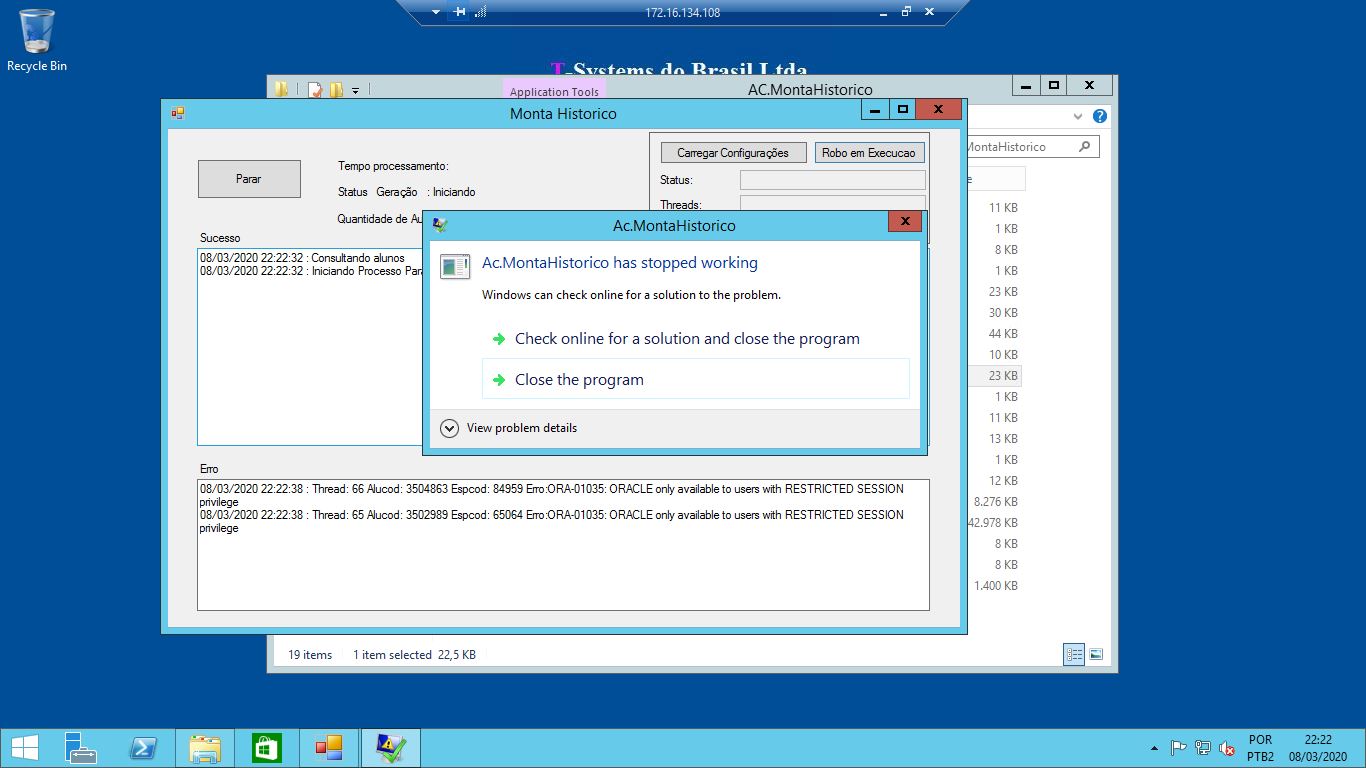 172.16.134.108
Recycle Bin
T-Systems do Brasil Ltda
Application Tools
AC.MontaHistorico
Monta Historico
MontaHistorico
Parar
Tempo processamento:
Status Geração : Iniciando
Quantidade de Au
Carregar Configurações
Robo em Execucao
Status:
Threads:
Sucesso
08/03/2020 22:22:32 : Consultando alunos
08/03/2020 22:22:32 : Iniciando Processo Par
Ac.MontaHistorico
Ac.MontaHistorico has stopped working
Windows can check online for a solution to the problem.
Check online for a solution and close the program
Close the program
View problem details
Erro
08/03/2020 22:22:38 : Thread: 66 Alucod: 3504863 Espcod: 84959 Erro:ORA-01035: ORACLE only available to users with RESTRICTED SESSION
privilege
08/03/2020 22:22:38 : Thread: 65 Alucod: 3502989 Espcod: 65064 Erro:ORA-01035: ORACLE only available to users with RESTRICTED SESSION
privilege
11 KB
1 KB
8 KB
1 KB
23 KB
30 KB
44 KB
10 KB
23 KB
1 KB
11 KB
13 KB
1 KB
12 KB
8.276 KB
42.978 KB
8 KB
8 KB
1.400 KB
19 items
1 item selected 22,5 KB
POR
PTB2
22:22
08/03/2020